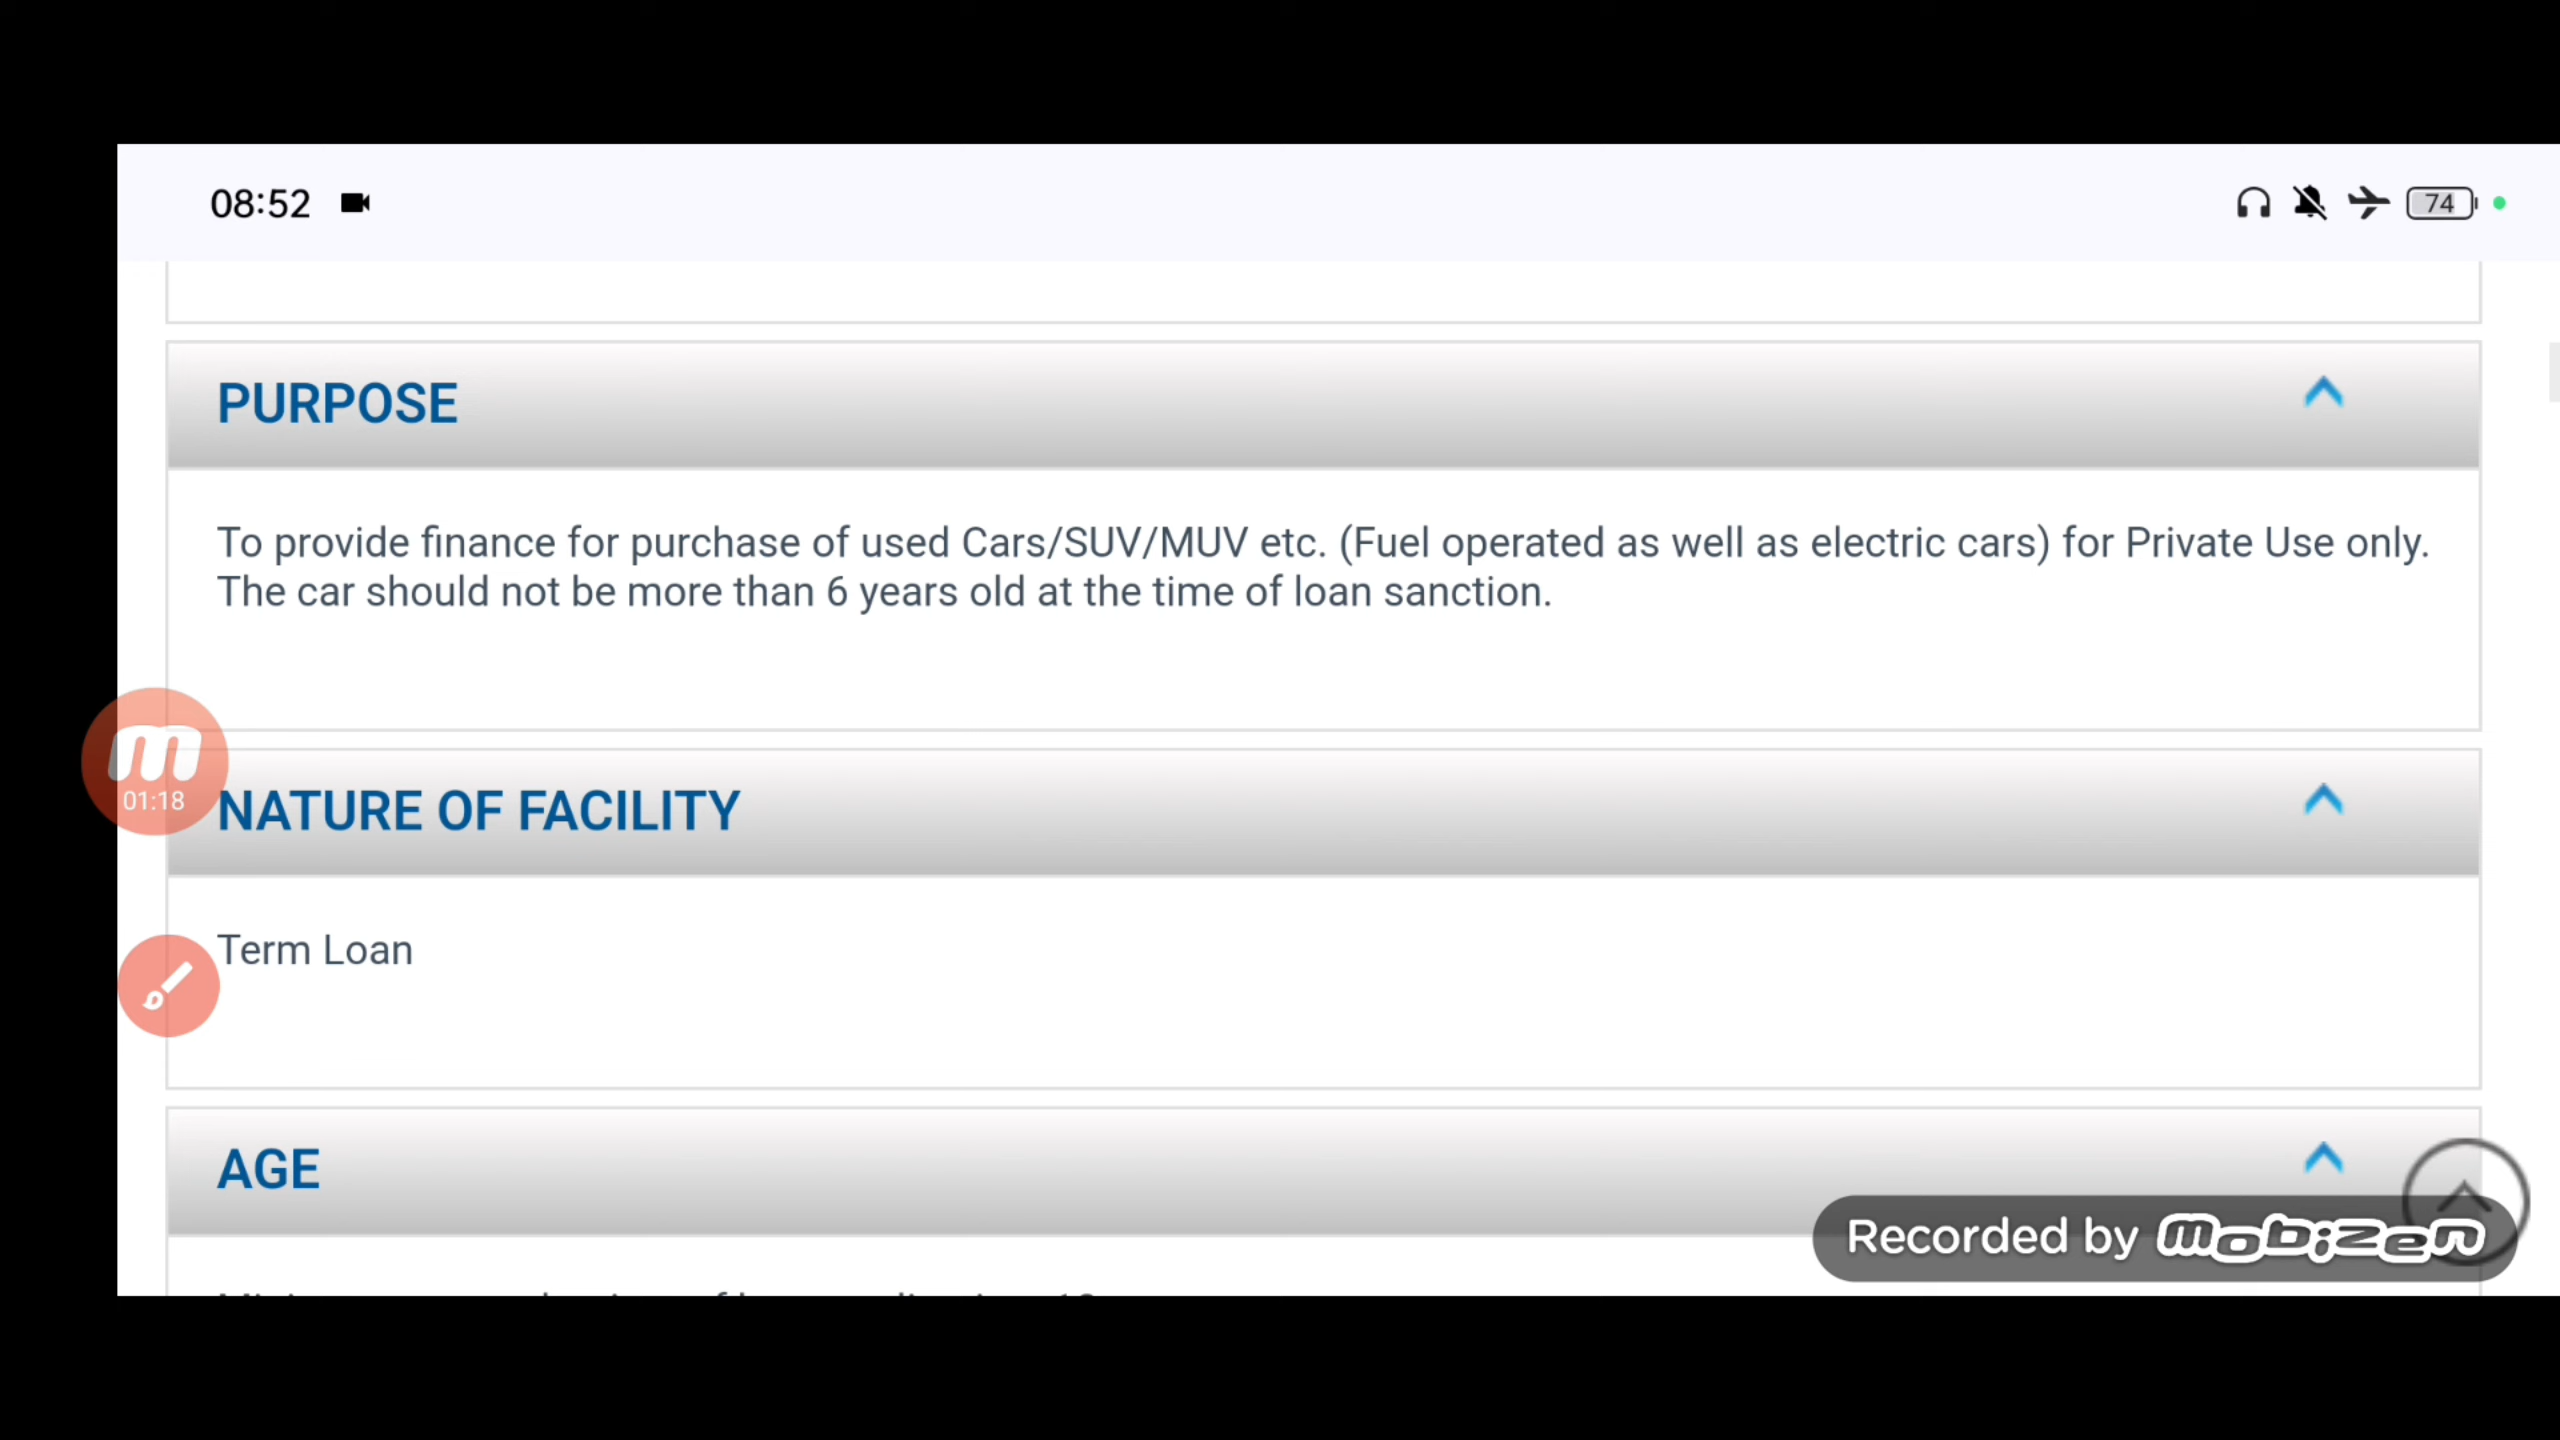 08:52
74
PURPOSE
To provide finance for purchase of used Cars/SUV/MUV etc. (Fuel operated as well as electric cars) for Private Use only.
The car should not be more than 6 years old at the time of loan sanction.
m
01:18
NATURE OF FACILITY
Term Loan
AGE
Recorded by mobizen